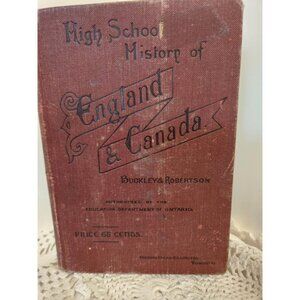 High School
History of
England
& Canada.
Buckley & Robertson
Authorized by the
Education Department of Ontario.
Price 65 Cents.
Toronto